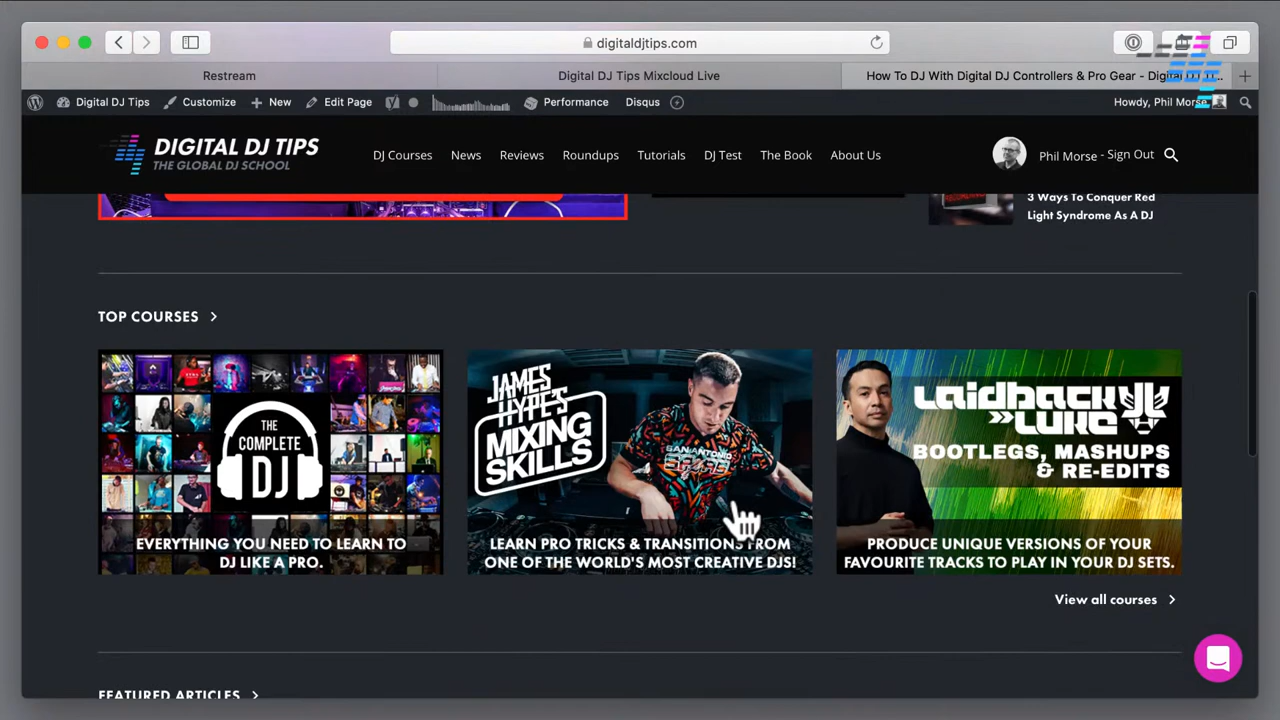 digitaldjtips.com
Restream
Digital DJ Tips Mixcloud Live
How To DJ With Digital DJ Controllers & Pro Gear - Digital DJ Ti...
Digital DJ Tips
Customize
New
Edit Page
Performance
Disqus
Howdy, Phil Morse
DIGITAL DJ TIPS
THE GLOBAL DJ SCHOOL
DJ Courses
News
Reviews
Roundups
Tutorials
DJ Test
The Book
About Us
Phil Morse - Sign Out
3 Ways To Conquer Red
Light Syndrome As A DJ
TOP COURSES
THE
COMPLETE
DJ
EVERYTHING YOU NEED TO LEARN TO
DJ LIKE A PRO.
JAMES
HYPE'S
MIXING
SKILLS
SAN ANTONIO
LEARN PRO TRICKS & TRANSITIONS FROM
ONE OF THE WORLD'S MOST CREATIVE DJS!
LAIDBACK
LUKE
BOOTLEGS, MASHUPS
& RE-EDITS
PRODUCE UNIQUE VERSIONS OF YOUR
FAVOURITE TRACKS TO PLAY IN YOUR DJ SETS.
View all courses
FEATURED ARTICLES